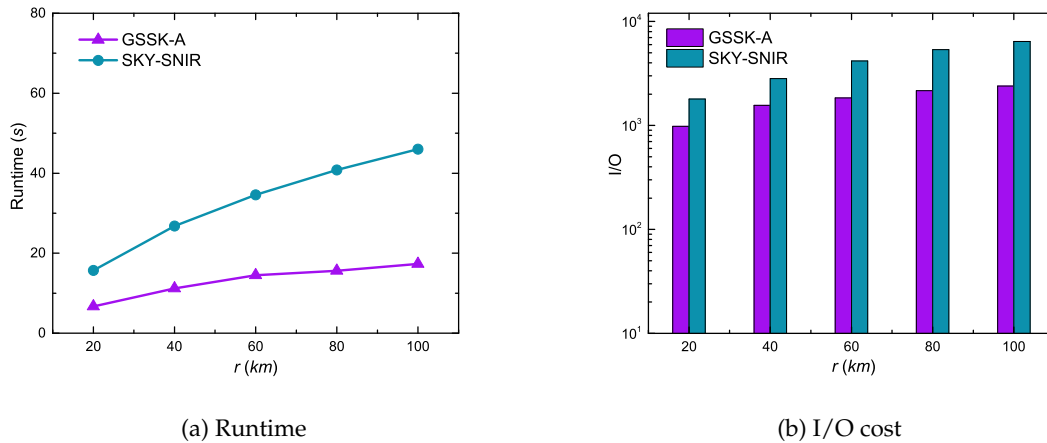 80
60
40
20
0
Runtime (s)
GSSK-A
SKY-SNIR
20 40 60 80 100
r (km)
(a) Runtime
10^4
10^3
10^2
10^1
I/O
GSSK-A
SKY-SNIR
20 40 60 80 100
r (km)
(b) I/O cost